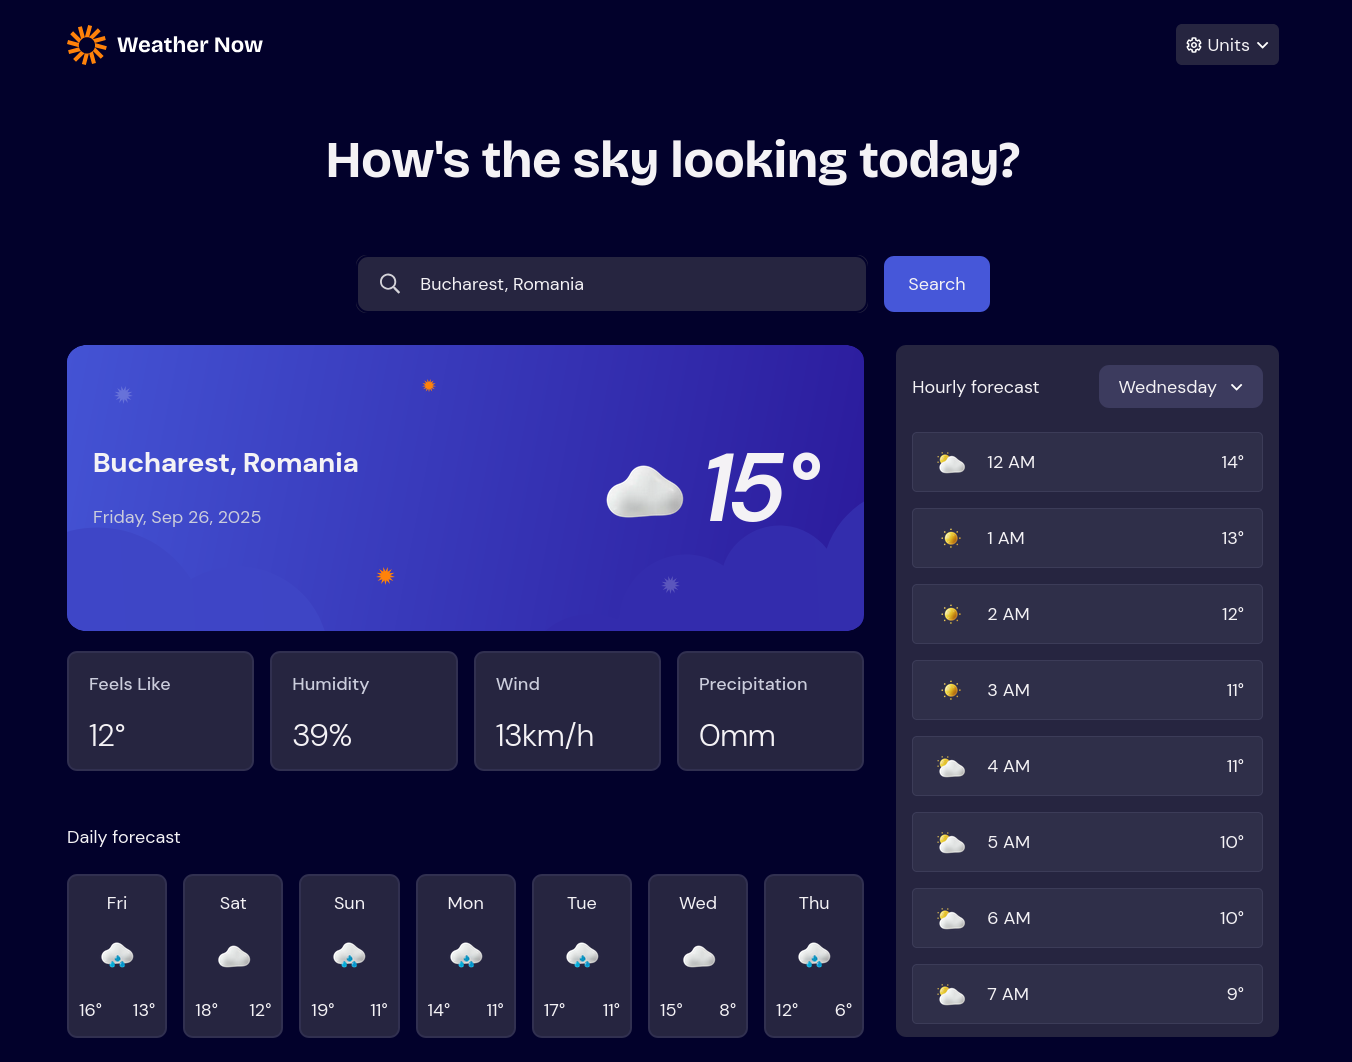 Weather Now
Units
How's the sky looking today?
Bucharest, Romania
Search
Bucharest, Romania
Friday, Sep 26, 2025
15°
Feels Like
12°
Humidity
39%
Wind
13km/h
Precipitation
0mm
Daily forecast
Fri
16° 13°
Sat
18° 12°
Sun
19° 11°
Mon
14° 11°
Tue
17° 11°
Wed
15° 8°
Thu
12° 6°
Hourly forecast
Wednesday
12 AM 14°
1 AM 13°
2 AM 12°
3 AM 11°
4 AM 11°
5 AM 10°
6 AM 10°
7 AM 9°